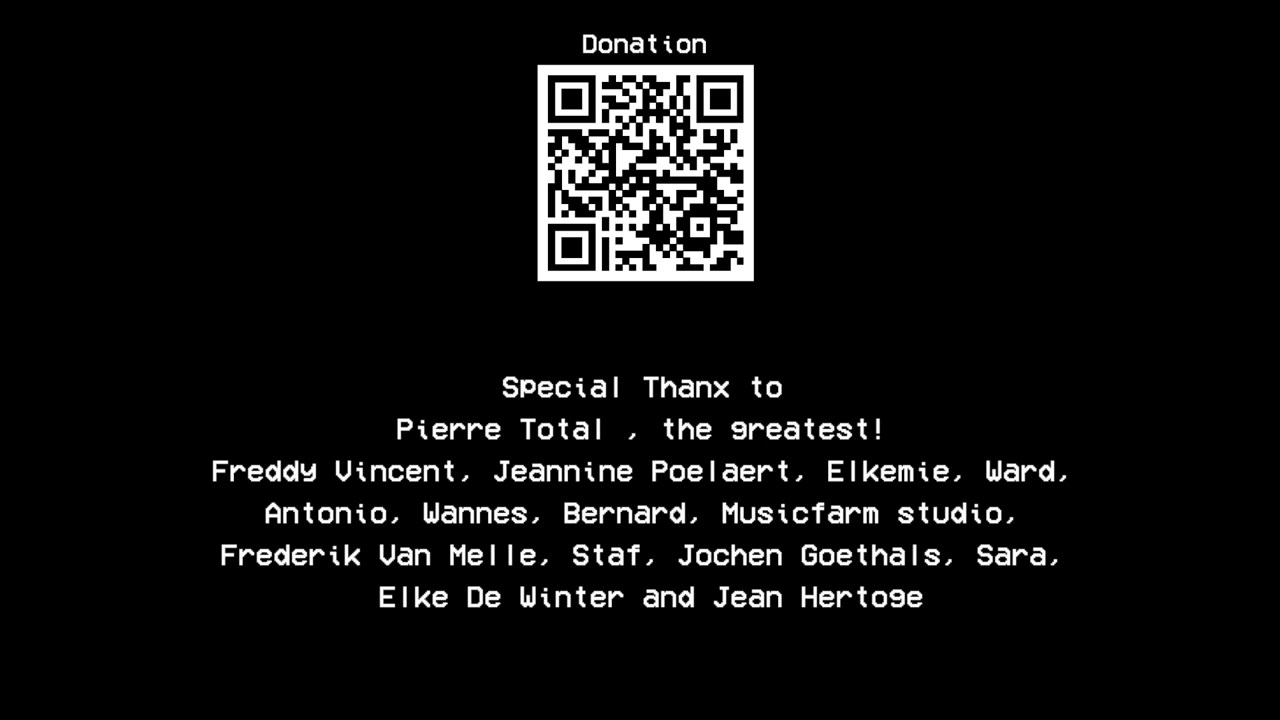 Donation
Special Thanx to
Pierre Total , the greatest!
Freddy Vincent, Jeannine Poelaert, Elkemie, Ward,
Antonio, Wannes, Bernard, Musicfarm studio,
Frederik Van Melle, Staf, Jochen Goethals, Sara,
Elke De Winter and Jean Hertoge